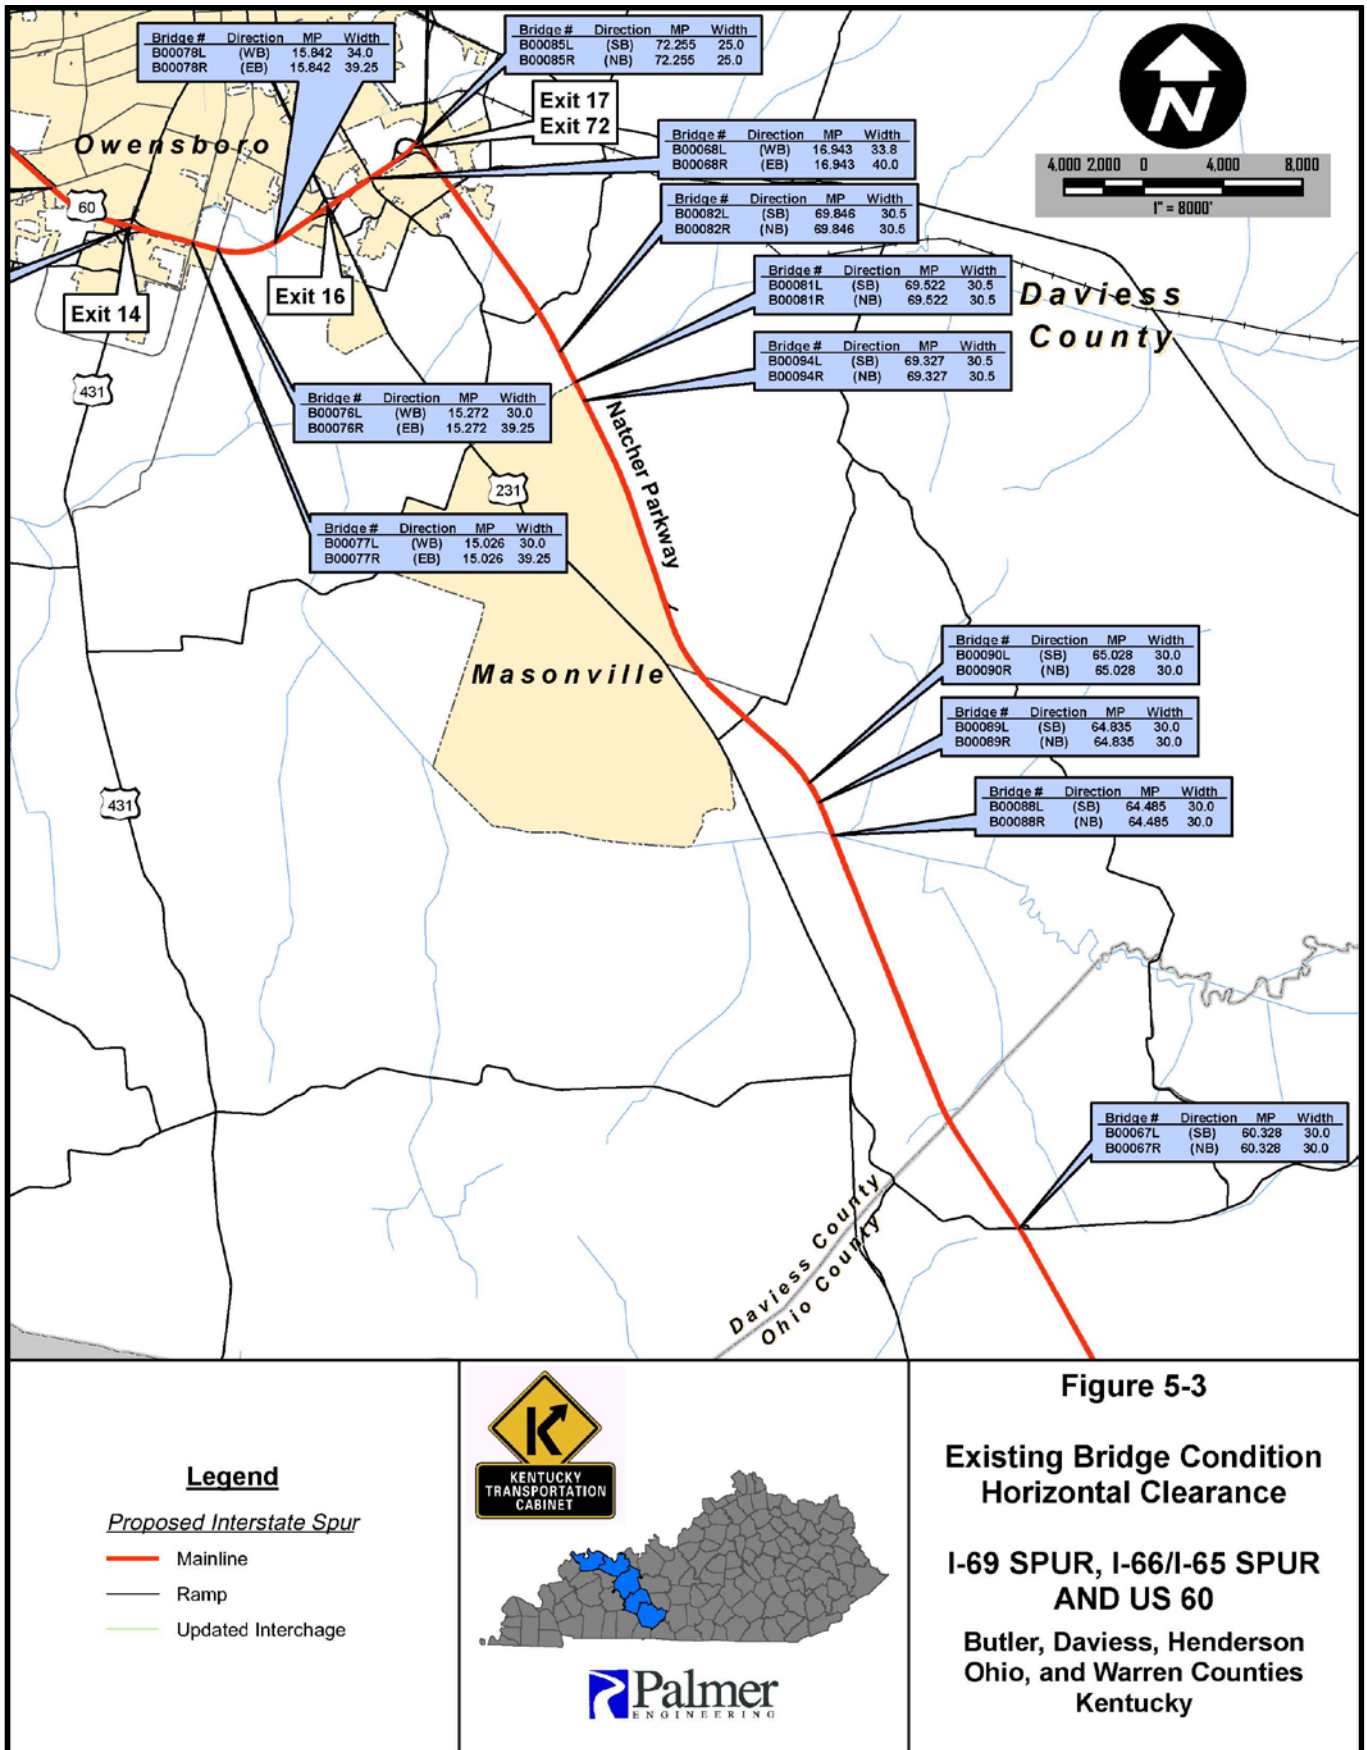 Bridge # Direction MP Width
B00078L (WB) 15.842 34.0
B00078R (EB) 15.842 39.25
Bridge # Direction MP Width
B00085L (SB) 72.255 25.0
B00085R (NB) 72.255 25.0
Exit 17
Exit 72
N
4,000 2,000 0 4,000 8,000
1" = 8000'
Owensboro
Bridge # Direction MP Width
B00068L (WB) 16.943 33.8
B00068R (EB) 16.943 40.0
60
Bridge # Direction MP Width
B00082L (SB) 69.846 30.5
B00082R (NB) 69.846 30.5
Exit 14
Exit 16
Bridge # Direction MP Width
B00081L (SB) 69.522 30.5
B00081R (NB) 69.522 30.5
Daviess
County
Bridge # Direction MP Width
B00094L (SB) 69.327 30.5
B00094R (NB) 69.327 30.5
431
Bridge # Direction MP Width
B00076L (WB) 15.272 30.0
B00076R (EB) 15.272 39.25
Natcher Parkway
231
Bridge # Direction MP Width
B00077L (WB) 15.026 30.0
B00077R (EB) 15.026 39.25
Masonville
Bridge # Direction MP Width
B00090L (SB) 65.028 30.0
B00090R (NB) 65.028 30.0
Bridge # Direction MP Width
B00089L (SB) 64.835 30.0
B00089R (NB) 64.835 30.0
Bridge # Direction MP Width
B00088L (SB) 64.485 30.0
B00088R (NB) 64.485 30.0
431
Bridge # Direction MP Width
B00067L (SB) 60.328 30.0
B00067R (NB) 60.328 30.0
Daviess County
Ohio County
Legend
Proposed Interstate Spur
Mainline
Ramp
Updated Interchage
K
KENTUCKY
TRANSPORTATION
CABINET
Palmer
ENGINEERING
Figure 5-3
Existing Bridge Condition
Horizontal Clearance
I-69 SPUR, I-66/I-65 SPUR
AND US 60
Butler, Daviess, Henderson
Ohio, and Warren Counties
Kentucky